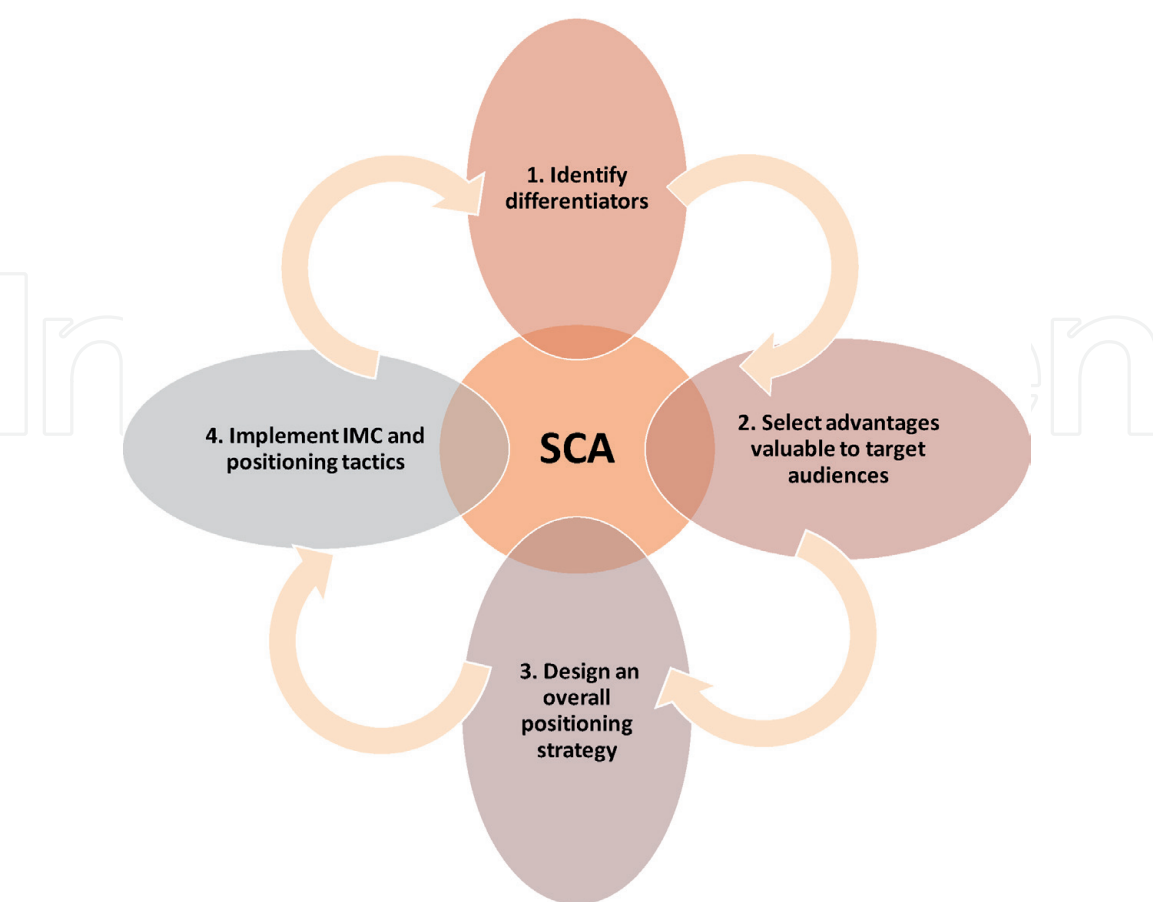 1. Identify
differentiators
2. Select advantages
valuable to target
audiences
SCA
4. Implement IMC and
positioning tactics
3. Design an
overall
positioning
strategy